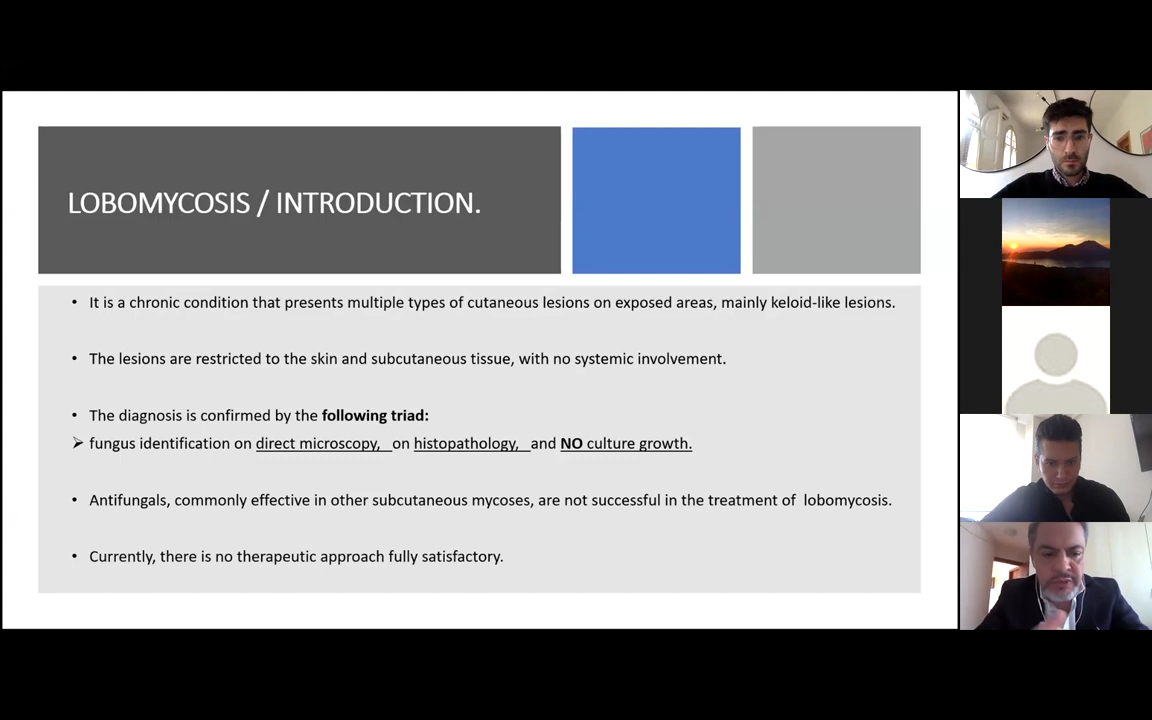 LOBOMYCOSIS / INTRODUCTION.
• It is a chronic condition that presents multiple types of cutaneous lesions on exposed areas, mainly keloid-like lesions.
• The lesions are restricted to the skin and subcutaneous tissue, with no systemic involvement.
• The diagnosis is confirmed by the following triad:
➢ fungus identification on direct microscopy, on histopathology, and NO culture growth.
• Antifungals, commonly effective in other subcutaneous mycoses, are not successful in the treatment of lobomycosis.
• Currently, there is no therapeutic approach fully satisfactory.